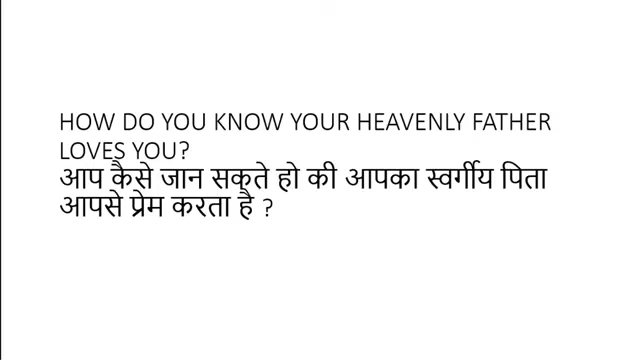 HOW DO YOU KNOW YOUR HEAVENLY FATHER
LOVES YOU?
आप कैसे जान सकते हो की आपका स्वर्गीय पिता
आपसे प्रेम करता है ?